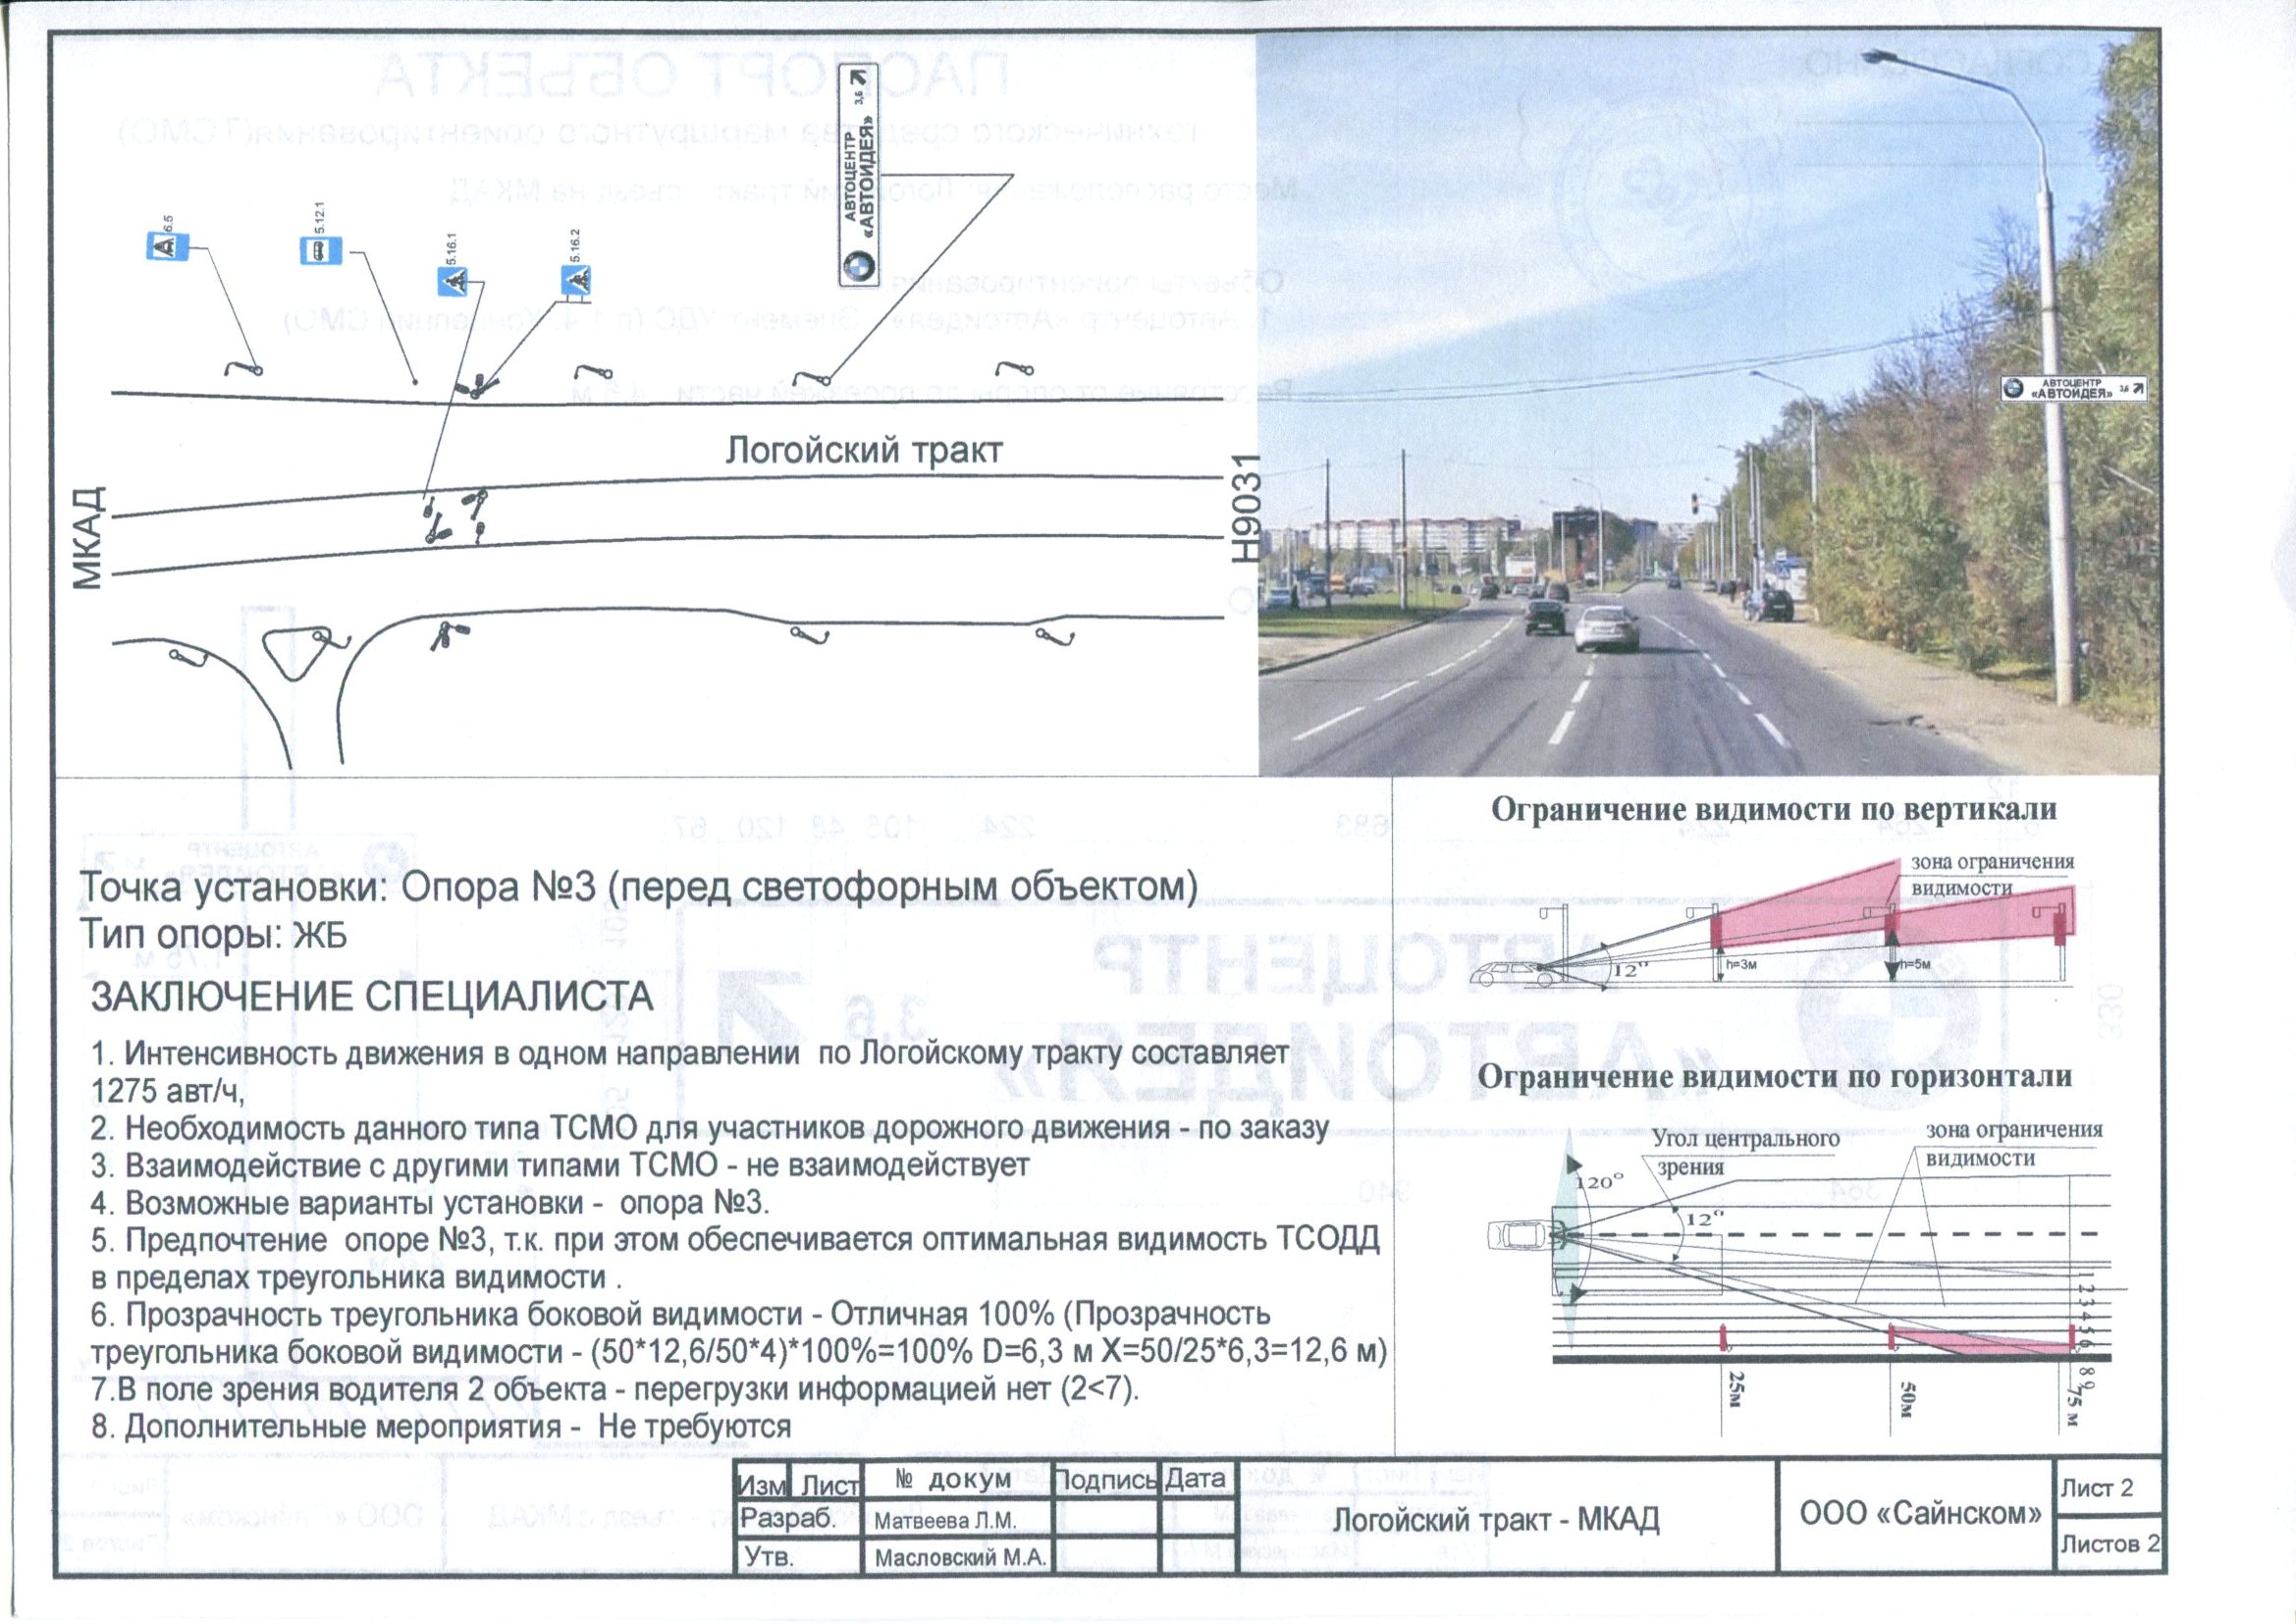 АВТОЦЕНТР
«АВТОИДЕЯ»
3,6
6.5
5.12.1
5.16.1
5.16.2
Логойский тракт
МКАД
Н9031
АВТОЦЕНТР
«АВТОИДЕЯ»
3,6
Точка установки: Опора №3 (перед светофорным объектом)
Тип опоры: ЖБ
ЗАКЛЮЧЕНИЕ СПЕЦИАЛИСТА
1. Интенсивность движения в одном направлении по Логойскому тракту составляет
1275 авт/ч,
2. Необходимость данного типа ТСМО для участников дорожного движения - по заказу
3. Взаимодействие с другими типами ТСМО - не взаимодействует
4. Возможные варианты установки - опора №3.
5. Предпочтение опоре №3, т.к. при этом обеспечивается оптимальная видимость ТСОДД
в пределах треугольника видимости .
6. Прозрачность треугольника боковой видимости - Отличная 100% (Прозрачность
треугольника боковой видимости - (50*12,6/50*4)*100%=100% D=6,3 м X=50/25*6,3=12,6 м)
7.В поле зрения водителя 2 объекта - перегрузки информацией нет (2<7).
8. Дополнительные мероприятия - Не требуются
Ограничение видимости по вертикали
зона ограничения
видимости
12°
h=3м
h=5м
Ограничение видимости по горизонтали
Угол центрального
зрения
зона ограничения
видимости
120°
12°
1 2 3 4 5 6
8 9
25м
50м
75 м
Изм Лист № докум Подпись Дата
Разраб. Матвеева Л.М.
Утв. Масловский М.А.
Логойский тракт - МКАД
ООО «Сайнском»
Лист 2
Листов 2